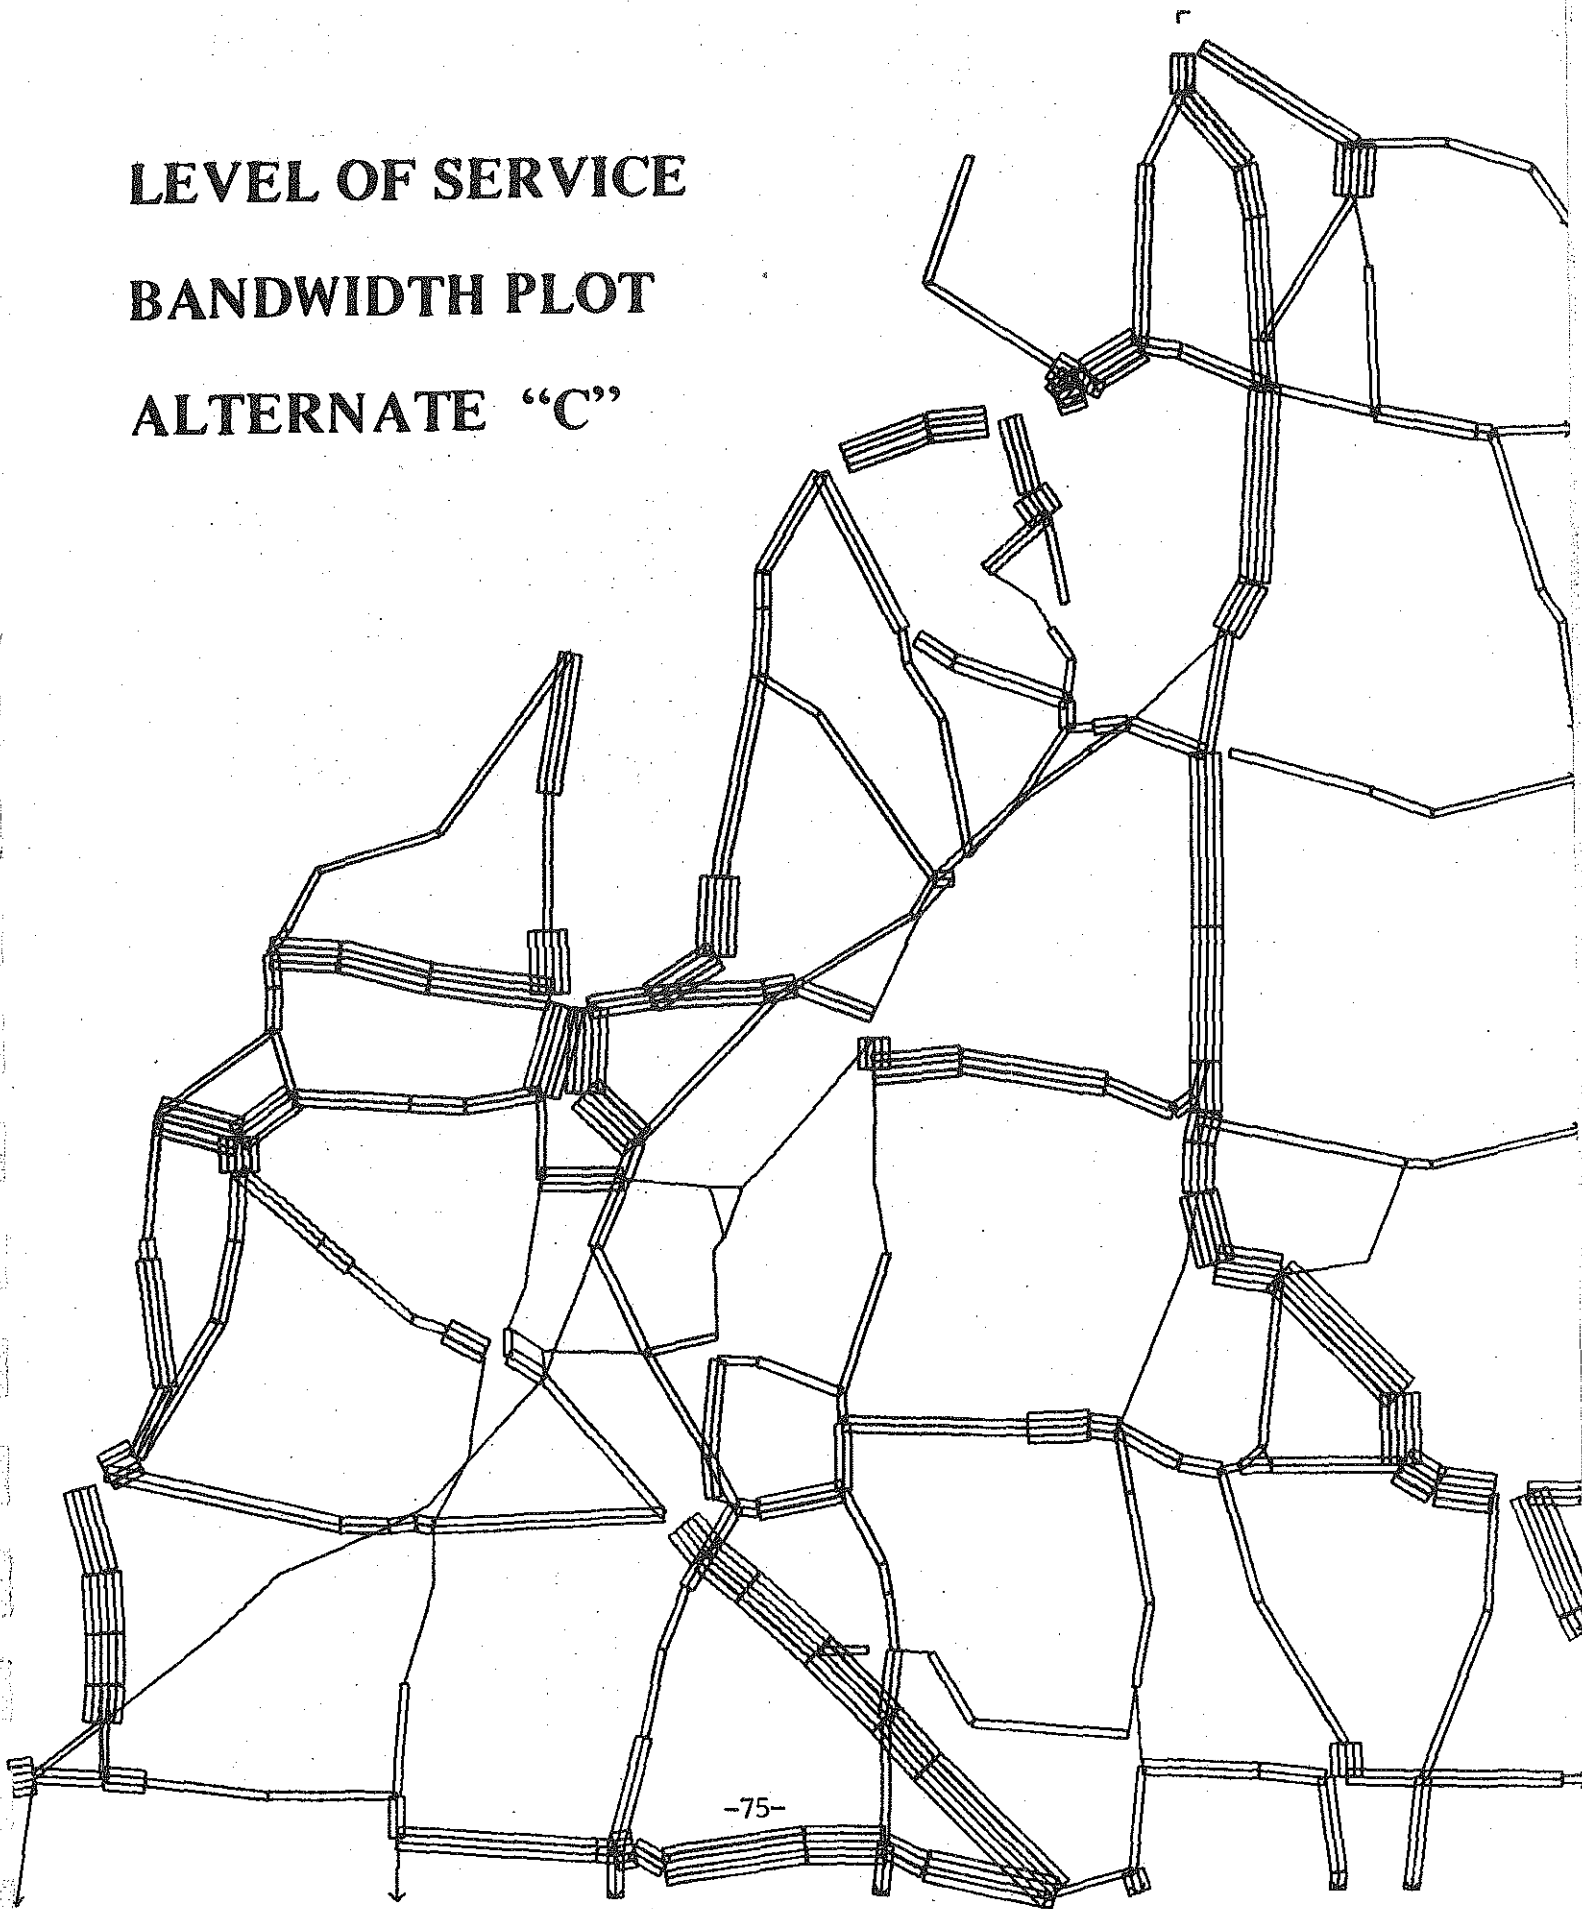 LEVEL OF SERVICE
BANDWIDTH PLOT
ALTERNATE “C”
-75-